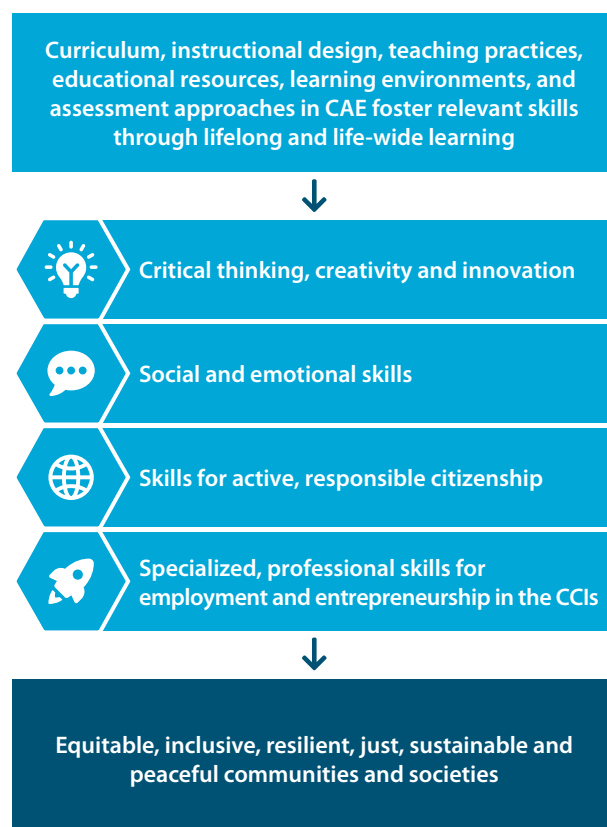 Curriculum, instructional design, teaching practices,
educational resources, learning environments, and
assessment approaches in CAE foster relevant skills
through lifelong and life-wide learning
Critical thinking, creativity and innovation
Social and emotional skills
Skills for active, responsible citizenship
Specialized, professional skills for
employment and entrepreneurship in the CCIs
Equitable, inclusive, resilient, just, sustainable and
peaceful communities and societies